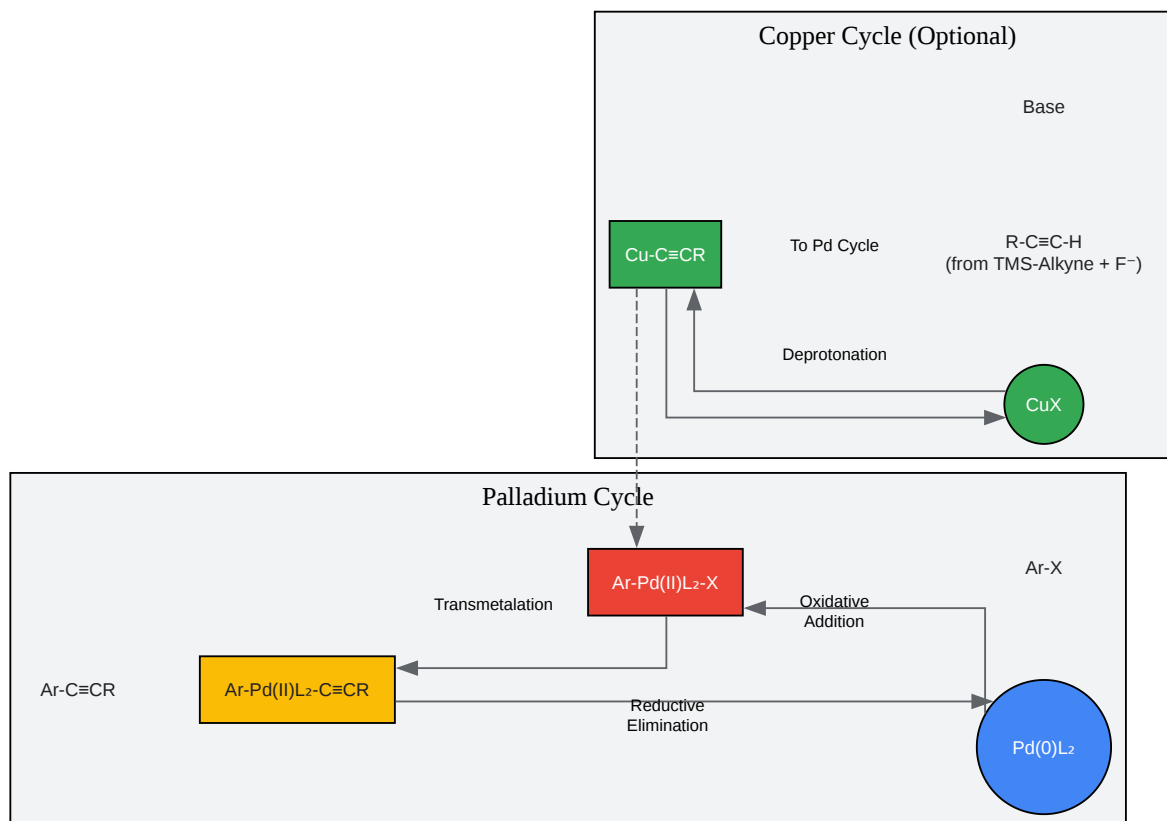 Copper Cycle (Optional)
Base
Cu-C≡CR
To Pd Cycle
R-C≡C-H
(from TMS-Alkyne + F⁻)
Deprotonation
CuX
Palladium Cycle
Ar-Pd(II)L₂-X
Ar-X
Transmetalation
Oxidative
Addition
Ar-C≡CR
Ar-Pd(II)L₂-C≡CR
Reductive
Elimination
Pd(0)L₂